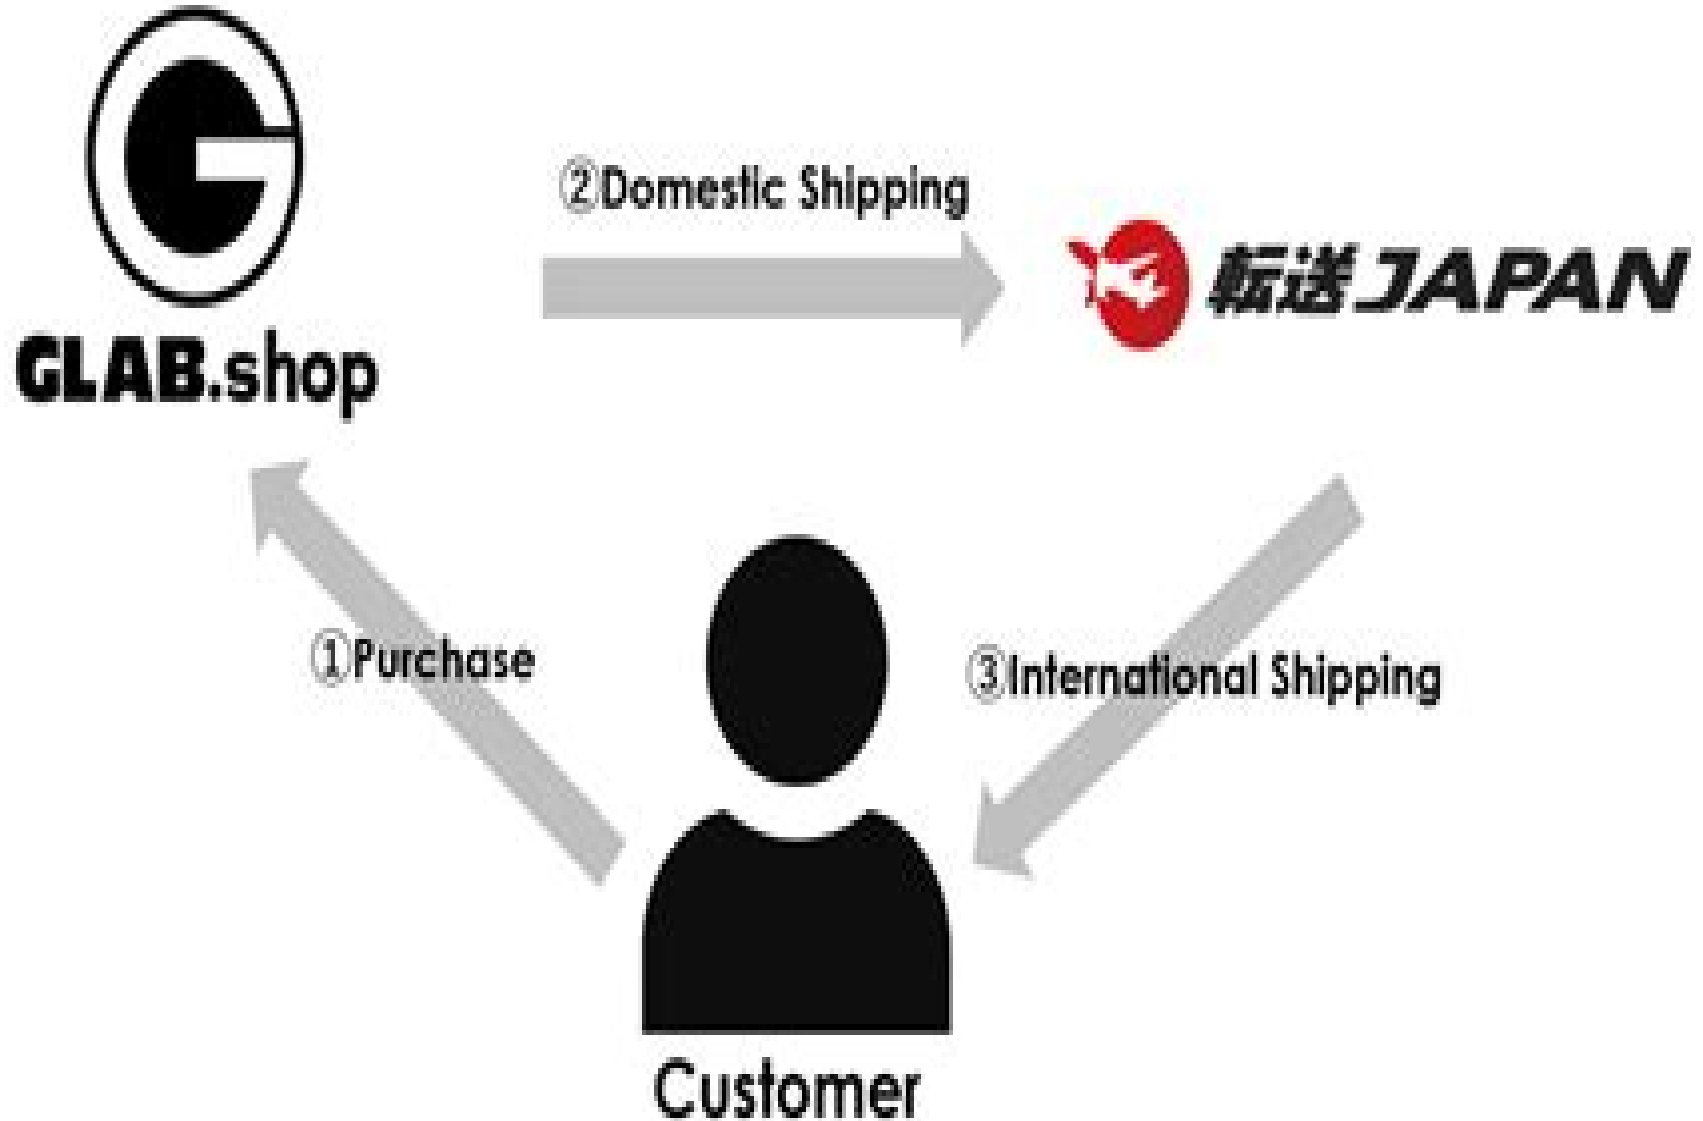 ②Domestic Shipping
転送JAPAN
GLAB.shop
①Purchase
③International Shipping
Customer